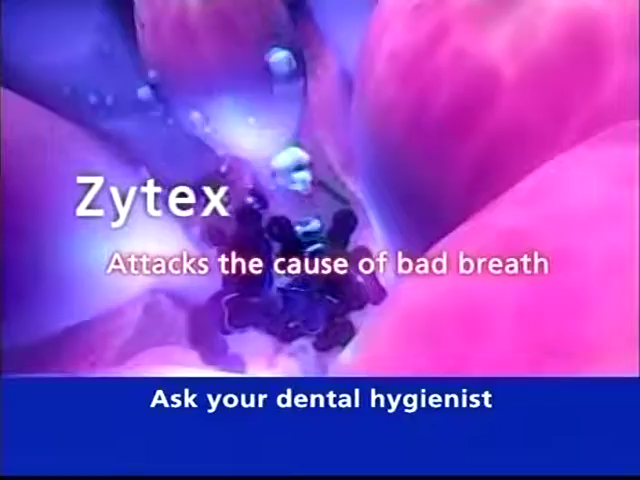 Zytex
Attacks the cause of bad breath
Ask your dental hygienist